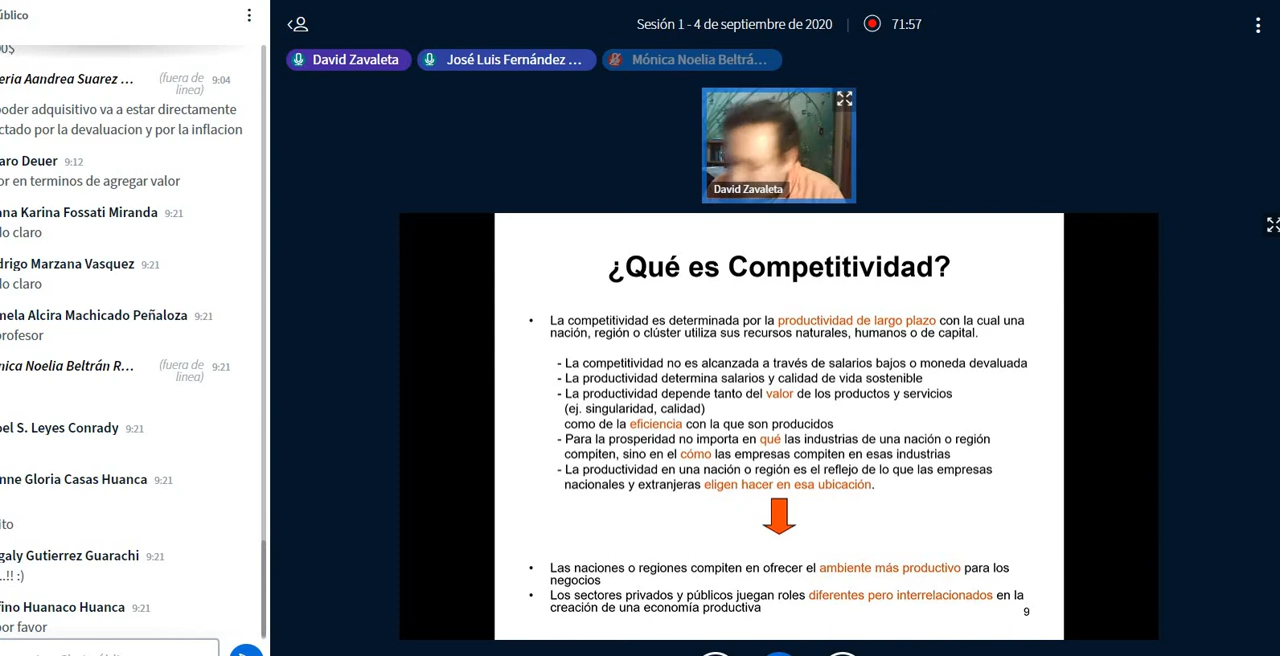 público
9:04
(fuera de
línea)
poder adquisitivo va a estar directamente
ctado por la devaluacion y por la inflacion
aro Deuer 9:12
or en terminos de agregar valor
ana Karina Fossati Miranda 9:21
do claro
drigo Marzana Vasquez 9:21
do claro
mela Alcira Machicado Peñaloza 9:21
profesor
nica Noelia Beltrán R... (fuera de
línea) 9:21
oel S. Leyes Conrady 9:21
nne Gloria Casas Huanca 9:21
ito
galy Gutierrez Guarachi 9:21
..!! :)
fino Huanaco Huanca 9:21
por favor
Sesión 1 - 4 de septiembre de 2020 | 71:57
David Zavaleta
José Luis Fernández ...
Mónica Noelia Beltrá...
David Zavaleta
¿Qué es Competitividad?
• La competitividad es determinada por la productividad de largo plazo con la cual una
nación, región o clúster utiliza sus recursos naturales, humanos o de capital.
- La competitividad no es alcanzada a través de salarios bajos o moneda devaluada
- La productividad determina salarios y calidad de vida sostenible
- La productividad depende tanto del valor de los productos y servicios
(ej. singularidad, calidad)
como de la eficiencia con la que son producidos
- Para la prosperidad no importa en qué las industrias de una nación o región
compiten, sino en el cómo las empresas compiten en esas industrias
- La productividad en una nación o región es el reflejo de lo que las empresas
nacionales y extranjeras eligen hacer en esa ubicación.
• Las naciones o regiones compiten en ofrecer el ambiente más productivo para los
negocios
• Los sectores privados y públicos juegan roles diferentes pero interrelacionados en la
creación de una economía productiva
9